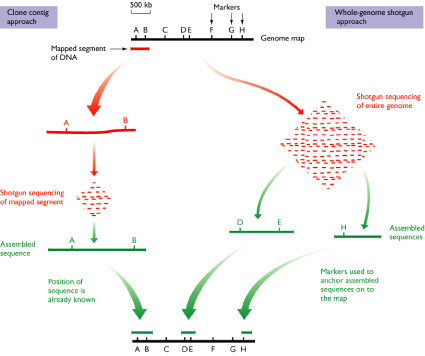 Clone contig
approach
500 kb
Markers
Whole-genome shotgun
approach
A B C D E F G H
Genome map
Mapped segment
of DNA
Shotgun sequencing
of entire genome
A B
Shotgun sequencing
of mapped segment
D E
H
Assembled
sequences
Assembled
sequence
A B
Position of
sequence is
already known
Markers used to
anchor assembled
sequences on to
the map
A B C D E F G H